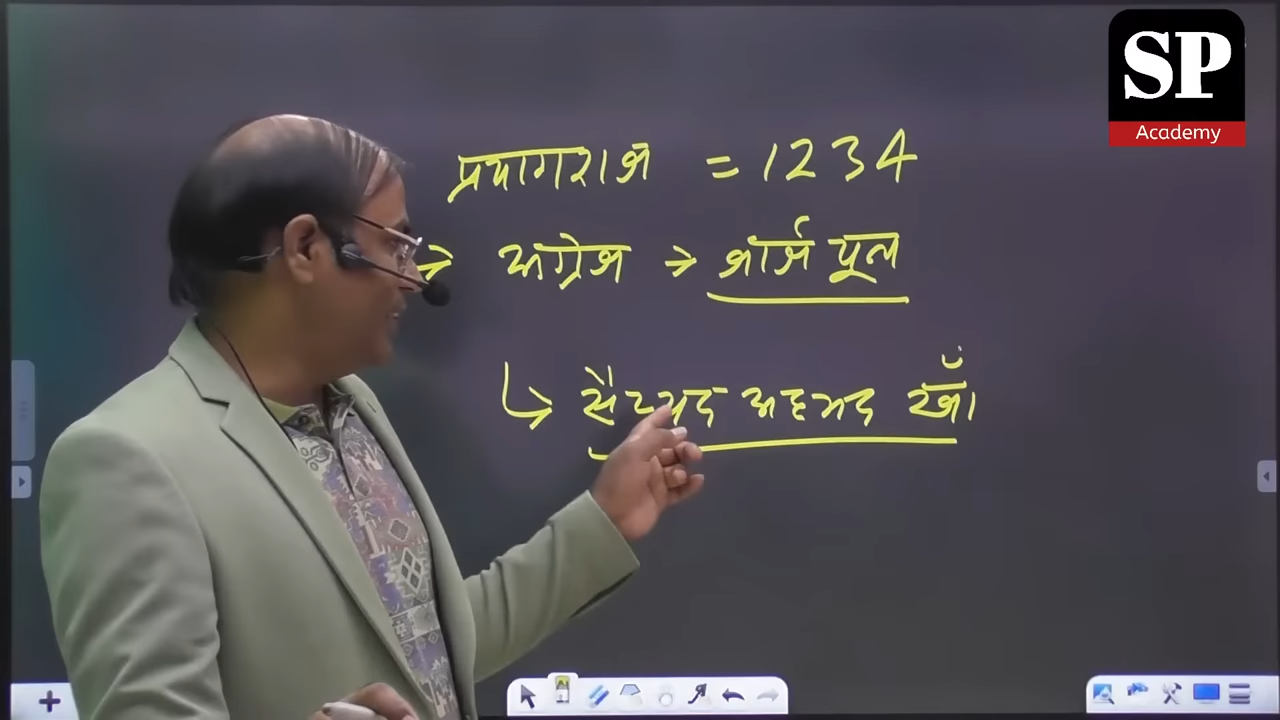 SP
Academy
प्रयागराज = 1234
→ अंग्रेज → जार्ज यूल
↳ सैय्यद अहमद खाँ